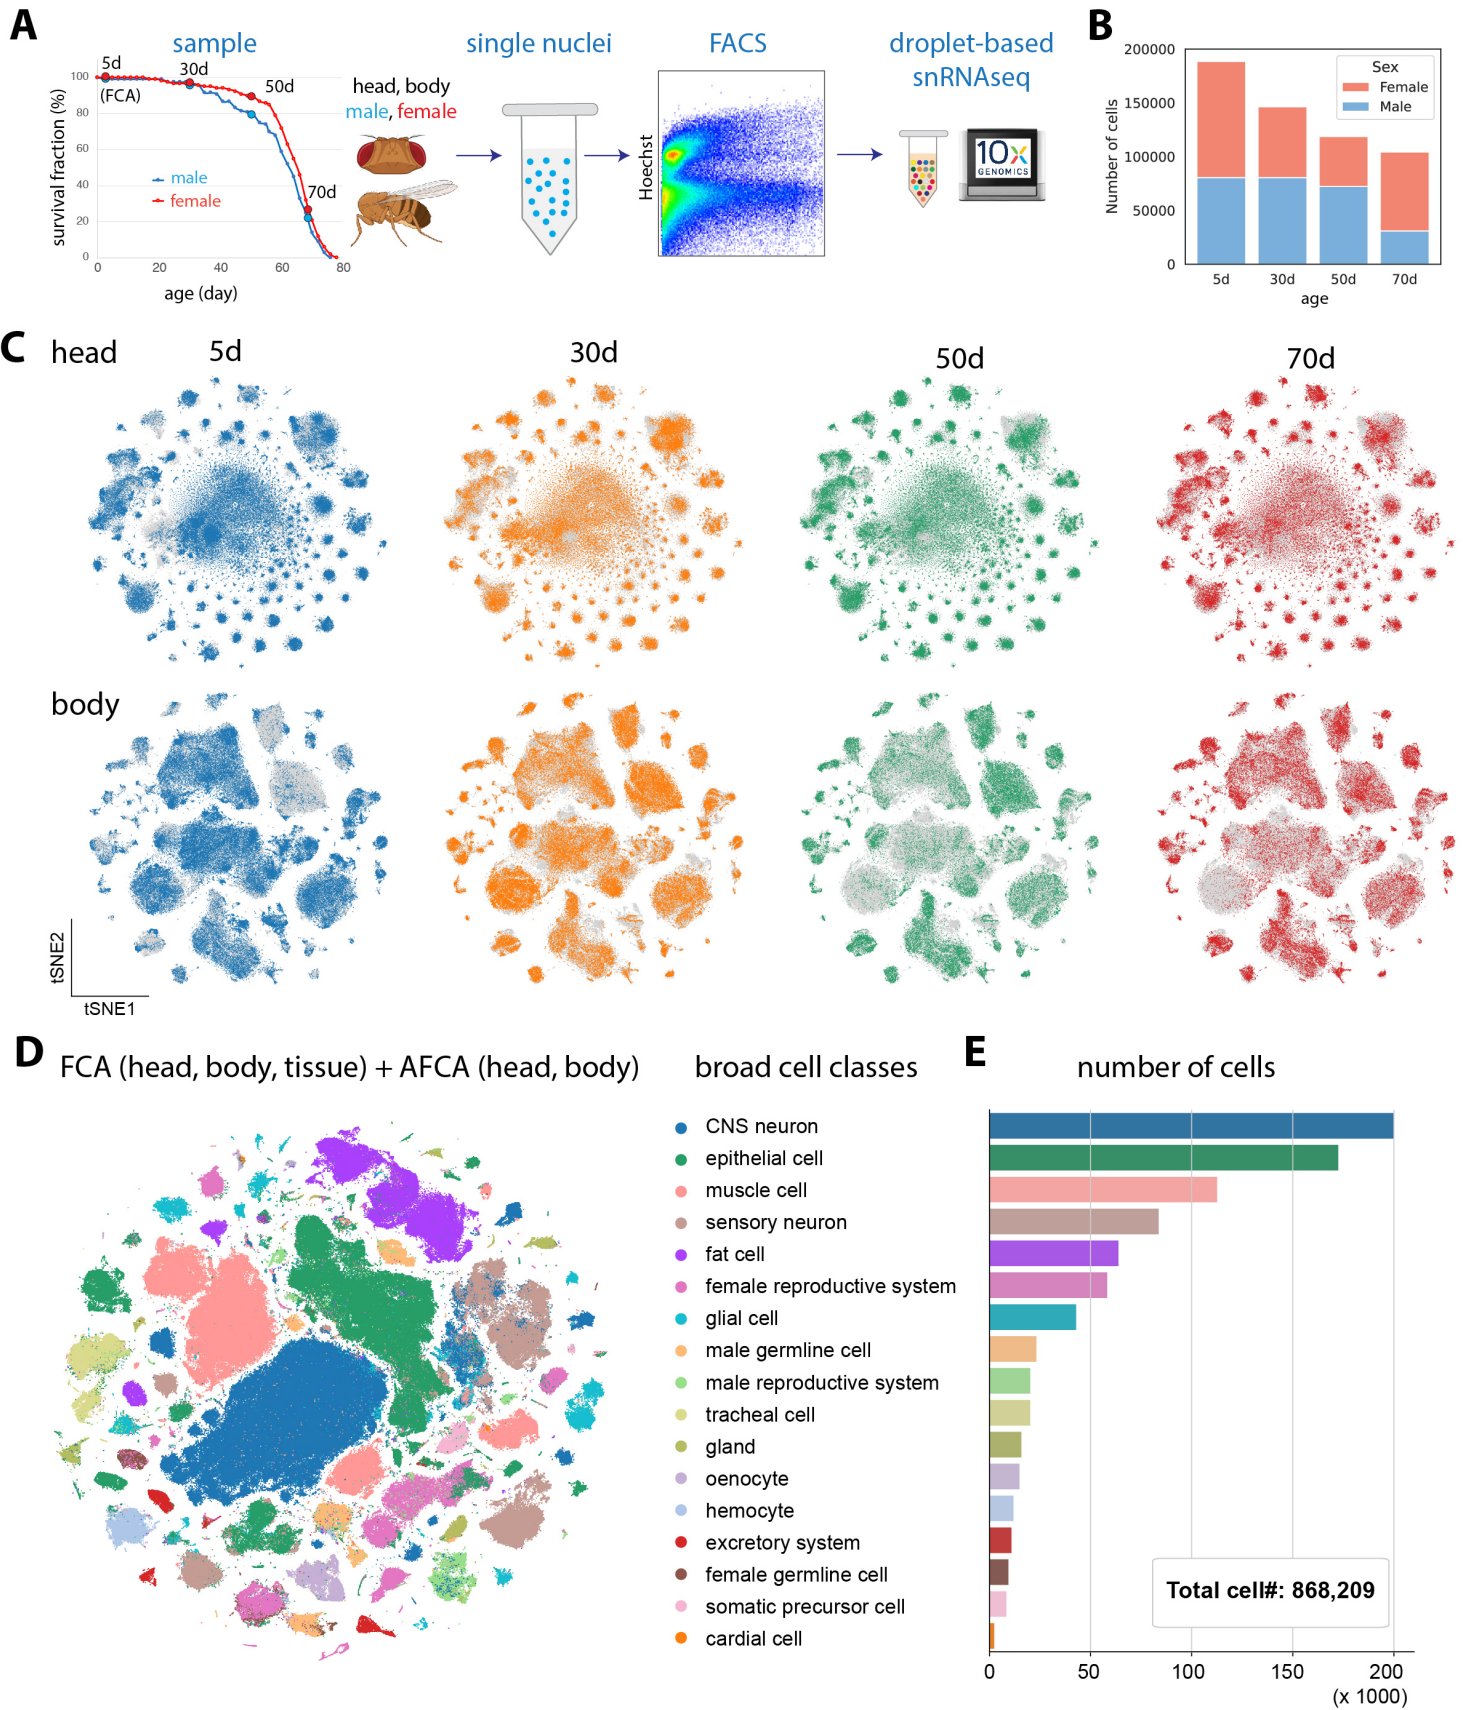 A
sample
single nuclei
FACS
droplet-based
snRNAseq
survival fraction (%)
100
80
60
40
20
0
5d
(FCA)
30d
50d
70d
male
female
0
20
40
60
80
age (day)
head, body
male, female
Hoechst
10X
GENOMICS
B
Number of cells
200000
150000
100000
50000
0
Sex
Female
Male
5d
30d
50d
70d
age
C
head
5d
30d
50d
70d
body
tSNE2
tSNE1
D
FCA (head, body, tissue) + AFCA (head, body)
broad cell classes
CNS neuron
epithelial cell
muscle cell
sensory neuron
fat cell
female reproductive system
glial cell
male germline cell
male reproductive system
tracheal cell
gland
oenocyte
hemocyte
excretory system
female germline cell
somatic precursor cell
cardial cell
E
number of cells
Total cell#: 868,209
0
50
100
150
200
(x 1000)